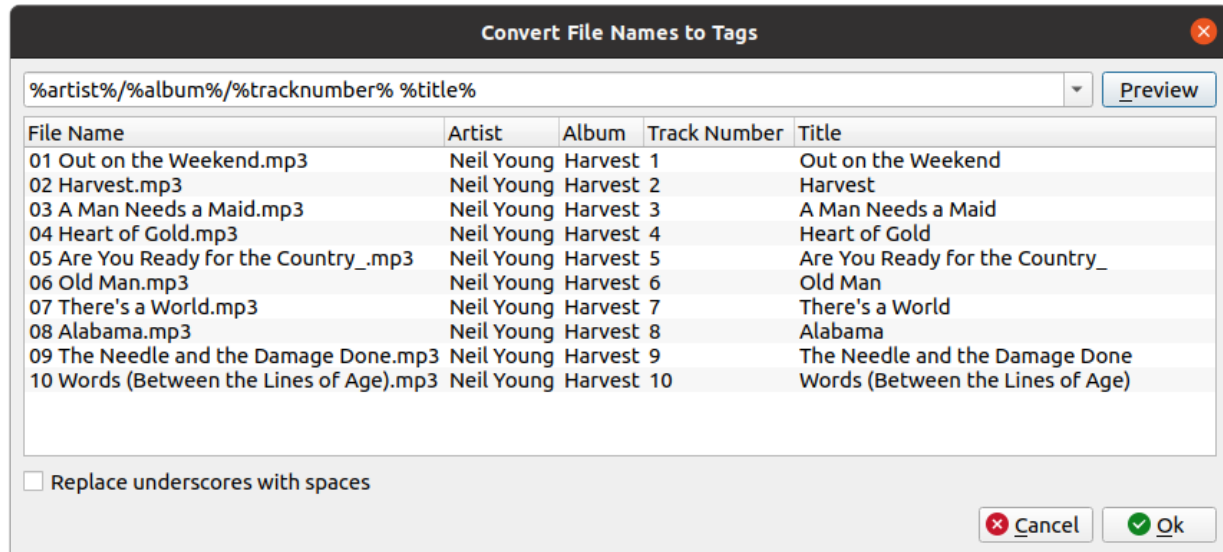 Convert File Names to Tags
%artist%/%album%/%tracknumber% %title%
Preview
File Name Artist Album Track Number Title
01 Out on the Weekend.mp3 Neil Young Harvest 1 Out on the Weekend
02 Harvest.mp3 Neil Young Harvest 2 Harvest
03 A Man Needs a Maid.mp3 Neil Young Harvest 3 A Man Needs a Maid
04 Heart of Gold.mp3 Neil Young Harvest 4 Heart of Gold
05 Are You Ready for the Country_.mp3 Neil Young Harvest 5 Are You Ready for the Country_
06 Old Man.mp3 Neil Young Harvest 6 Old Man
07 There's a World.mp3 Neil Young Harvest 7 There's a World
08 Alabama.mp3 Neil Young Harvest 8 Alabama
09 The Needle and the Damage Done.mp3 Neil Young Harvest 9 The Needle and the Damage Done
10 Words (Between the Lines of Age).mp3 Neil Young Harvest 10 Words (Between the Lines of Age)
Replace underscores with spaces
Cancel Ok